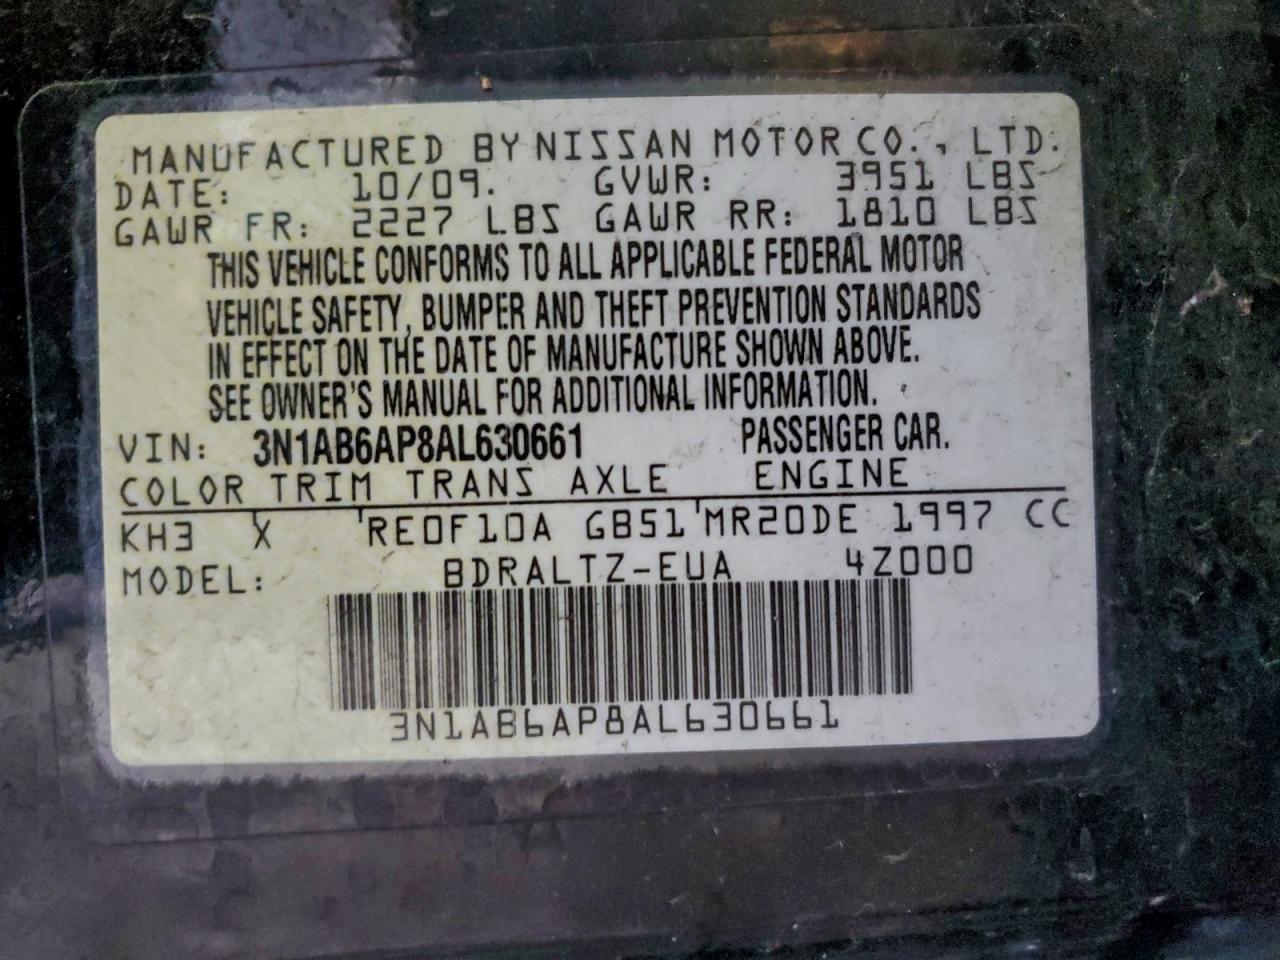 MANUFACTURED BY NISSAN MOTOR CO., LTD.
DATE: 10/09. GVWR: 3951 LBS
GAWR FR: 2227 LBS GAWR RR: 1810 LBS
THIS VEHICLE CONFORMS TO ALL APPLICABLE FEDERAL MOTOR
VEHICLE SAFETY, BUMPER AND THEFT PREVENTION STANDARDS
IN EFFECT ON THE DATE OF MANUFACTURE SHOWN ABOVE.
SEE OWNER'S MANUAL FOR ADDITIONAL INFORMATION.
VIN: 3N1AB6AP8AL630661 PASSENGER CAR.
COLOR TRIM TRANS AXLE ENGINE
KH3 X RE0F10A GB51 MR20DE 1997 CC
MODEL: BDRALTZ-EUA 4Z000
3N1AB6AP8AL630661